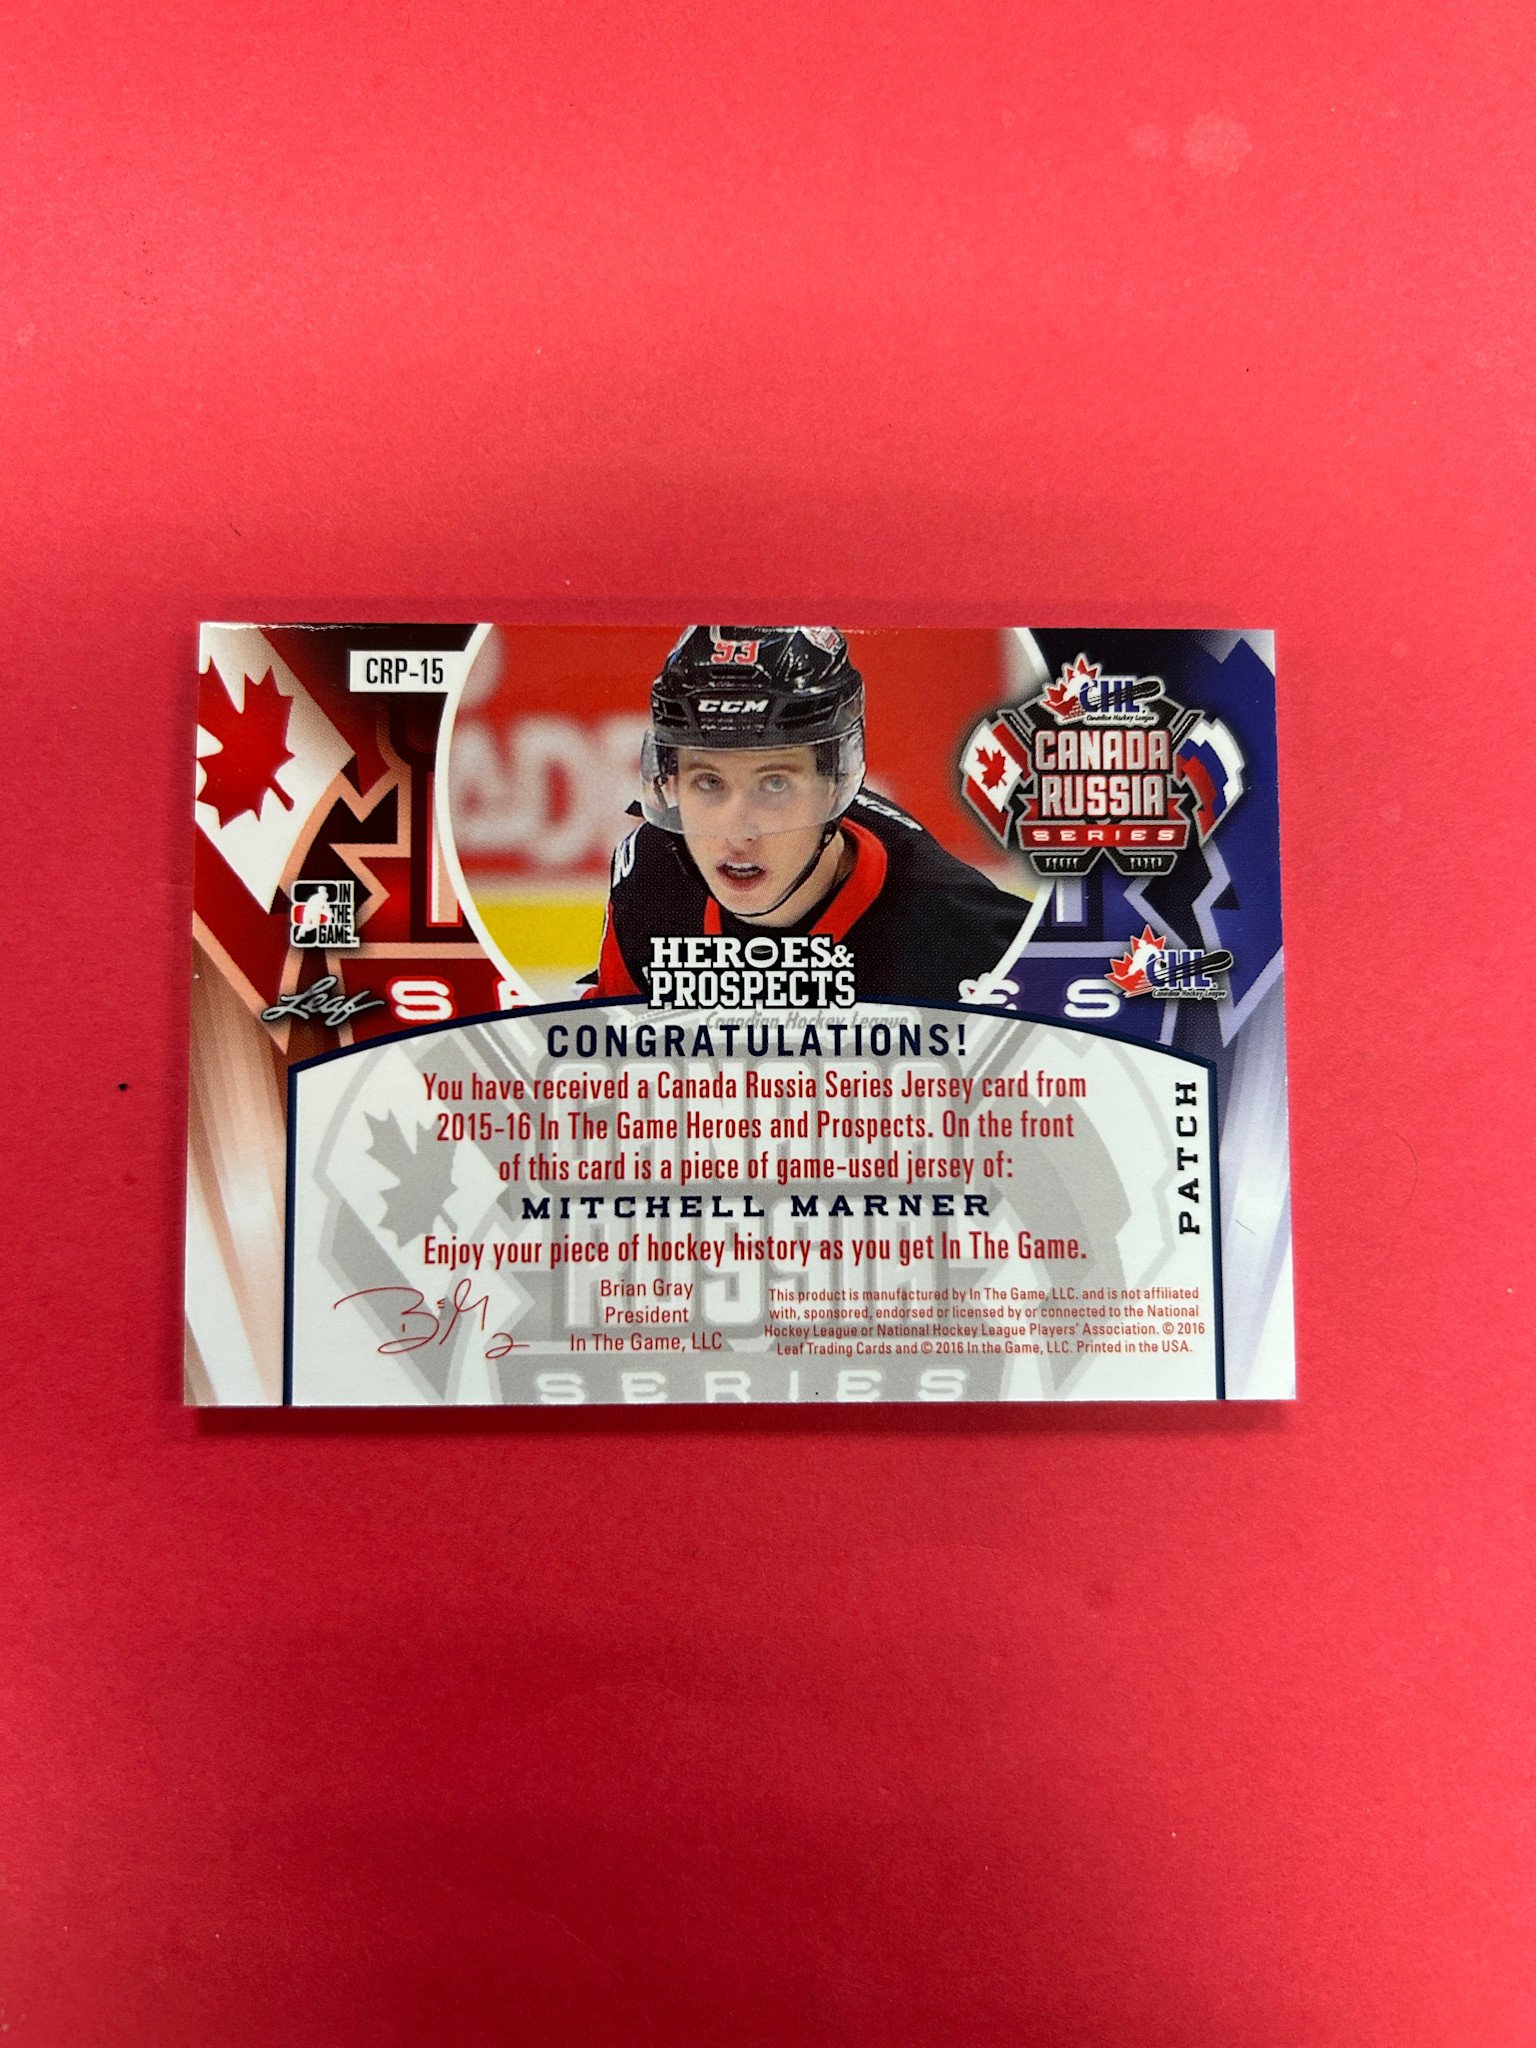 CRP-15
93
CCM
CHL
Canadian Hockey League
CANADA
RUSSIA
SERIES
IN
THE
GAME
Leaf
HEROES &
PROSPECTS
CHL
Canadian Hockey League
Canadian Hockey League
CONGRATULATIONS!
You have received a Canada Russia Series Jersey card from
2015-16 In The Game Heroes and Prospects. On the front
of this card is a piece of game-used jersey of:
MITCHELL MARNER
Enjoy your piece of hockey history as you get In The Game.
PATCH
Brian Gray
President
In The Game, LLC
This product is manufactured by In The Game, LLC. and is not affiliated
with, sponsored, endorsed or licensed by or connected to the National
Hockey League or National Hockey League Players' Association. © 2016
Leaf Trading Cards and © 2016 In the Game, LLC. Printed in the USA.
SERIES